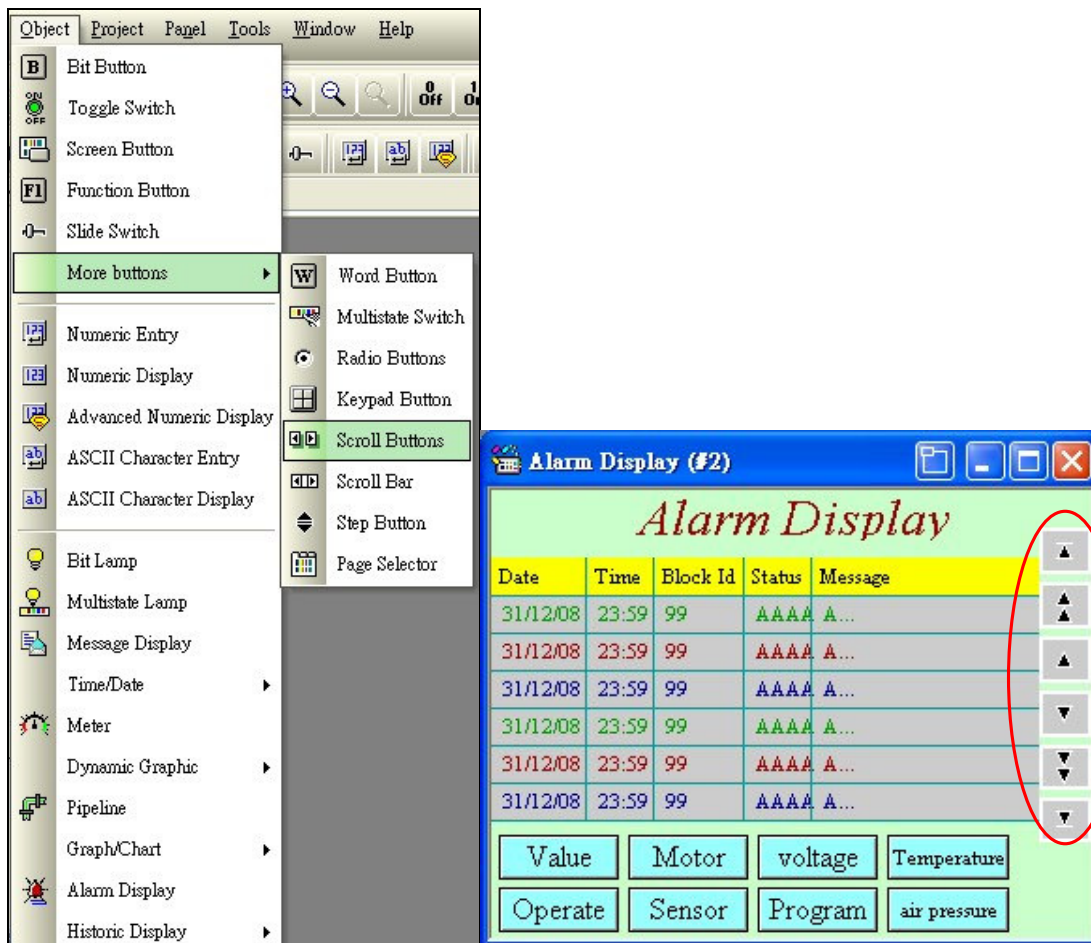 Object Project Panel Tools Window Help
Bit Button
Toggle Switch
Screen Button
Function Button
Slide Switch
More buttons
Numeric Entry
Numeric Display
Advanced Numeric Display
ASCII Character Entry
ASCII Character Display
Bit Lamp
Multistate Lamp
Message Display
Time/Date
Meter
Dynamic Graphic
Pipeline
Graph/Chart
Alarm Display
Historic Display
Word Button
Multistate Switch
Radio Buttons
Keypad Button
Scroll Buttons
Scroll Bar
Step Button
Page Selector
Alarm Display (#2)
Alarm Display
Date Time Block Id Status Message
31/12/08 23:59 99 AAAA A...
31/12/08 23:59 99 AAAA A...
31/12/08 23:59 99 AAAA A...
31/12/08 23:59 99 AAAA A...
31/12/08 23:59 99 AAAA A...
31/12/08 23:59 99 AAAA A...
Value Motor voltage Temperature
Operate Sensor Program air pressure